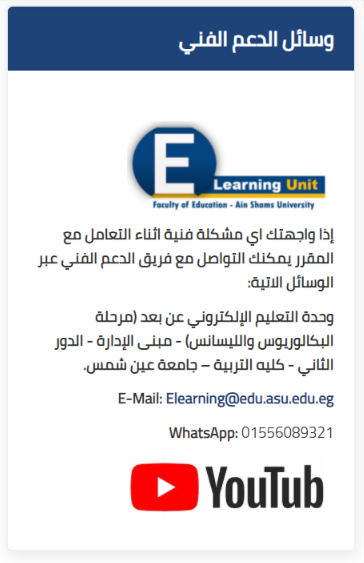 وسائل الدعم الفني
E
Learning Unit
Faculty of Education - Ain Shams University
إذا واجهتك اي مشكلة فنية اثناء التعامل مع
المقرر يمكنك التواصل مع فريق الدعم الفني عبر
الوسائل الاتية:
وحدة التعليم الإلكتروني عن بعد (مرحلة
البكالوريوس والليسانس) - مبنى الإدارة - الدور
الثاني - كليه التربية – جامعة عين شمس.
E-Mail: Elearning@edu.asu.edu.eg
WhatsApp: 01556089321
YouTub